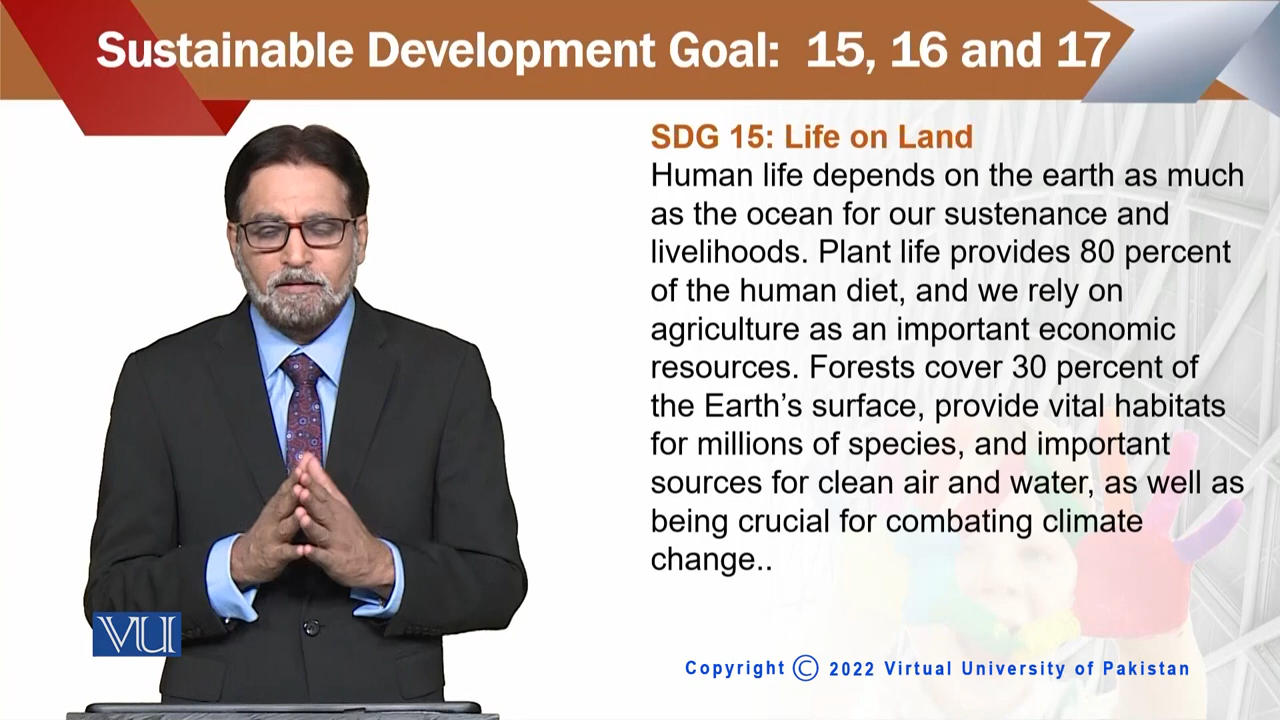 Sustainable Development Goal: 15, 16 and 17
SDG 15: Life on Land
Human life depends on the earth as much
as the ocean for our sustenance and
livelihoods. Plant life provides 80 percent
of the human diet, and we rely on
agriculture as an important economic
resources. Forests cover 30 percent of
the Earth’s surface, provide vital habitats
for millions of species, and important
sources for clean air and water, as well as
being crucial for combating climate
change..
VU
Copyright © 2022 Virtual University of Pakistan